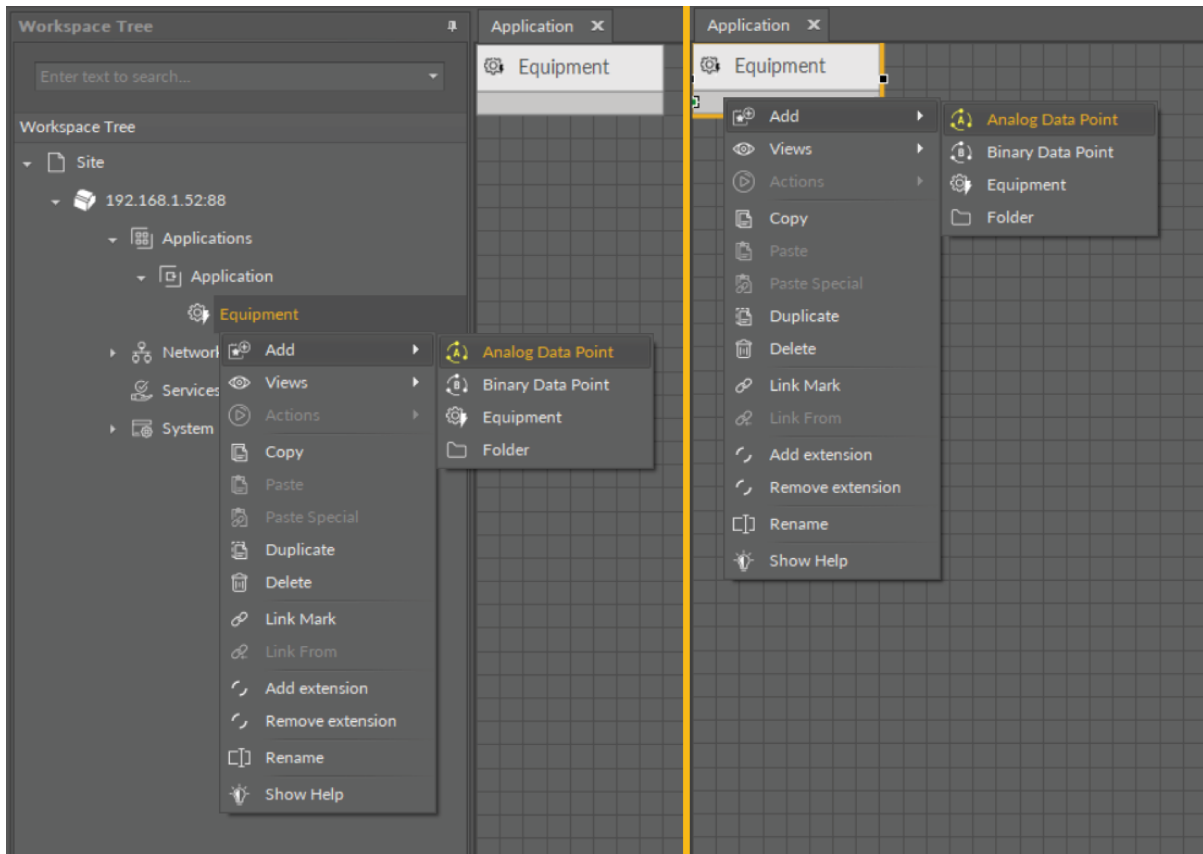 Workspace Tree
Enter text to search...
Workspace Tree
Site
192.168.1.52:88
Applications
Application
Equipment
Network
Services
System
Add
Views
Actions
Copy
Paste
Paste Special
Duplicate
Delete
Link Mark
Link From
Add extension
Remove extension
Rename
Show Help
Analog Data Point
Binary Data Point
Equipment
Folder
Application
Equipment
Application
Equipment
Add
Views
Actions
Copy
Paste
Paste Special
Duplicate
Delete
Link Mark
Link From
Add extension
Remove extension
Rename
Show Help
Analog Data Point
Binary Data Point
Equipment
Folder